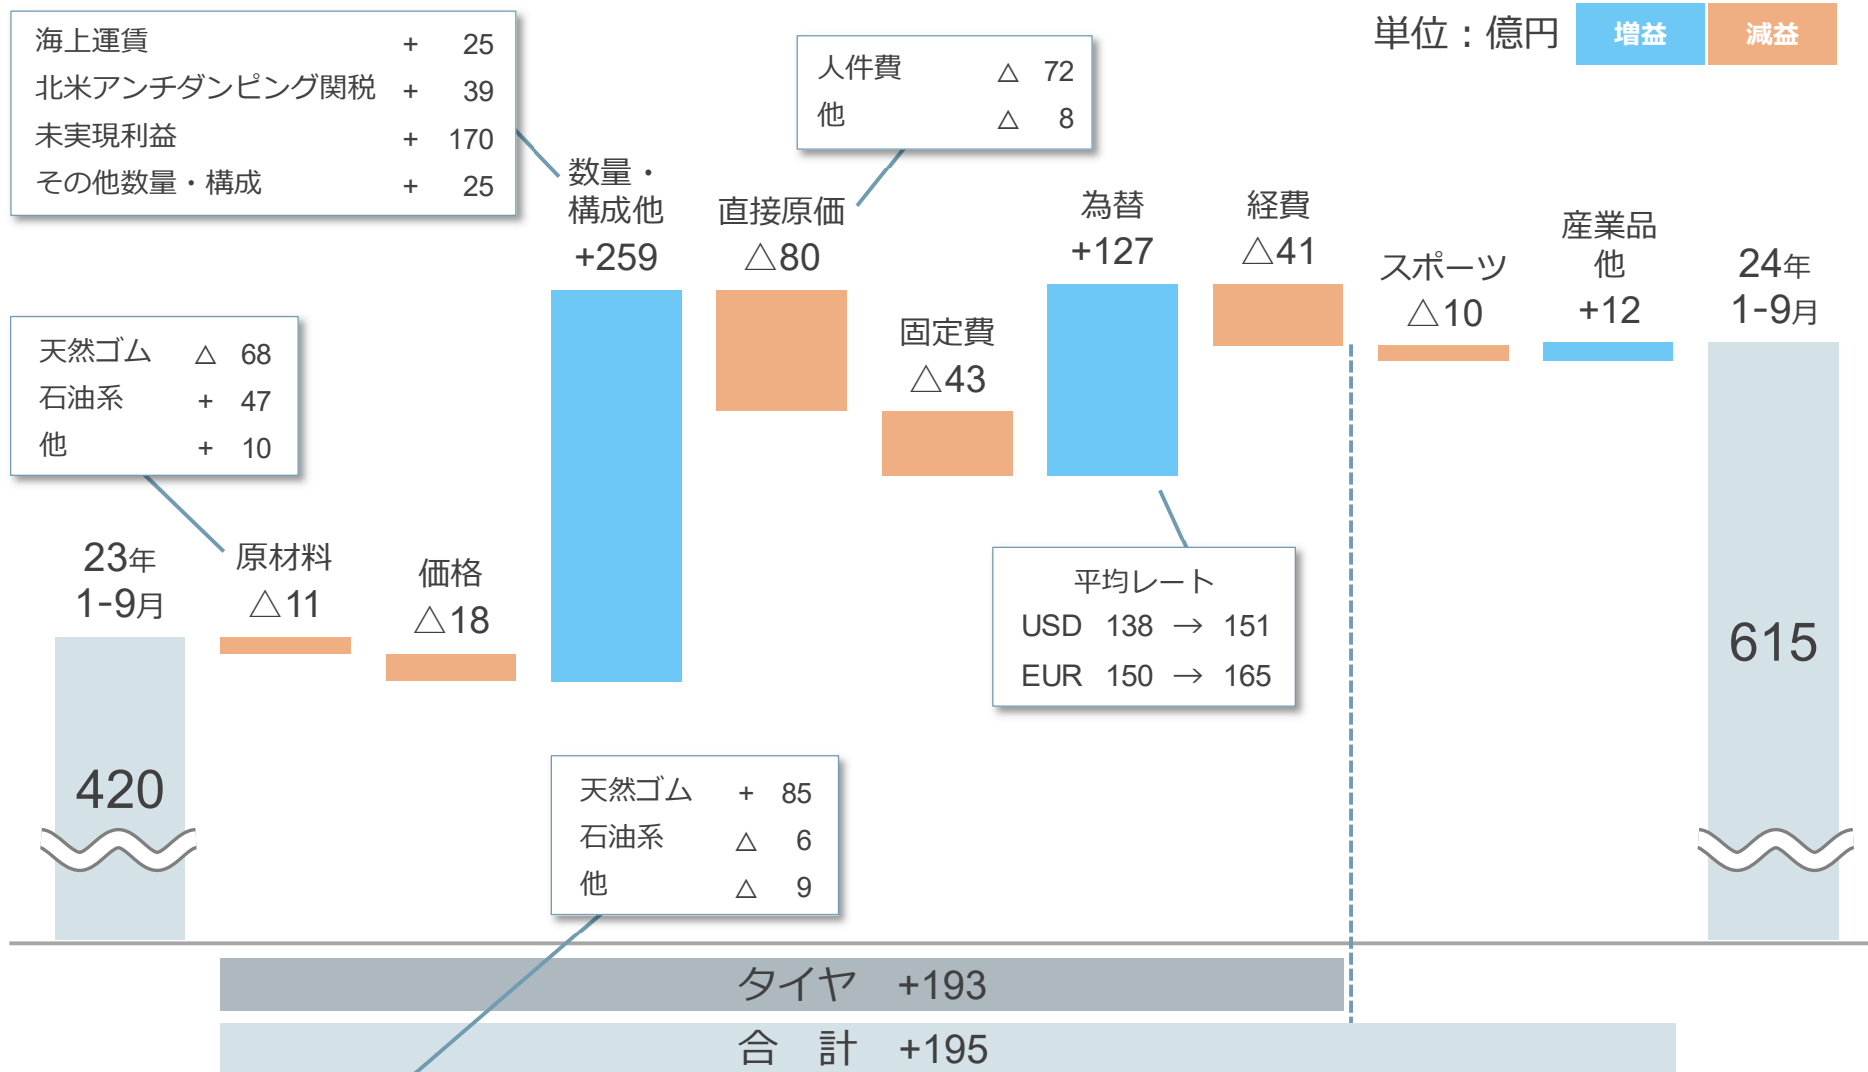 単位：億円 増益 減益
海上運賃 + 25
北米アンチダンピング関税 + 39
未実現利益 + 170
その他数量・構成 + 25
人件費 △ 72
他 △ 8
数量・
構成他
+259
直接原価
△80
為替
+127
経費
△41
スポーツ
△10
産業品
他
+12
24年
1-9月
天然ゴム △ 68
石油系 + 47
他 + 10
固定費
△43
23年
1-9月
原材料
△11
価格
△18
平均レート
USD 138 → 151
EUR 150 → 165
615
420
天然ゴム + 85
石油系 △ 6
他 △ 9
タイヤ +193
合 計 +195